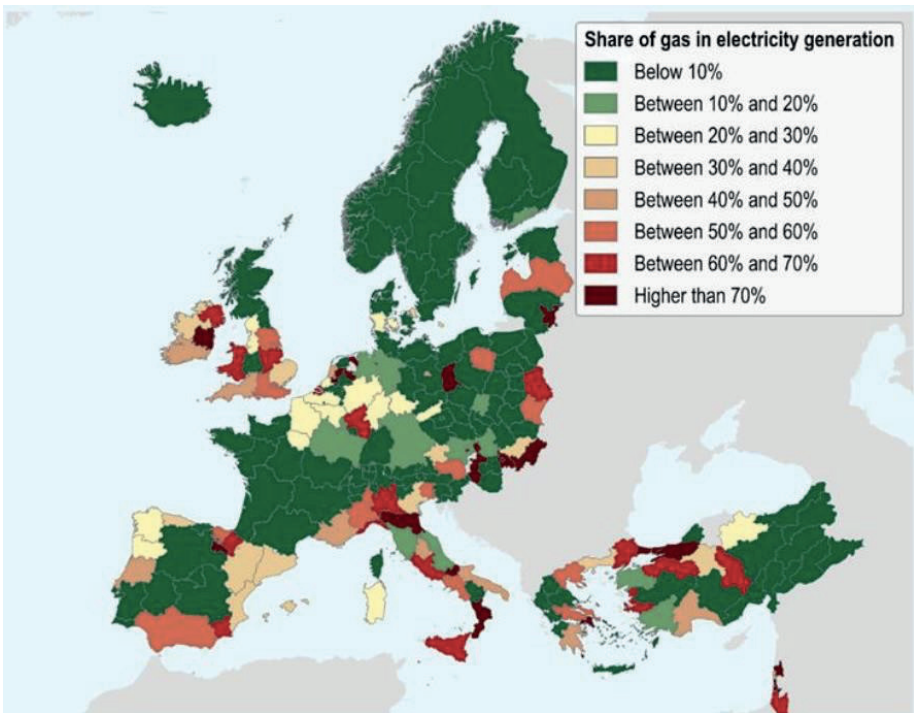 Share of gas in electricity generation
Below 10%
Between 10% and 20%
Between 20% and 30%
Between 30% and 40%
Between 40% and 50%
Between 50% and 60%
Between 60% and 70%
Higher than 70%